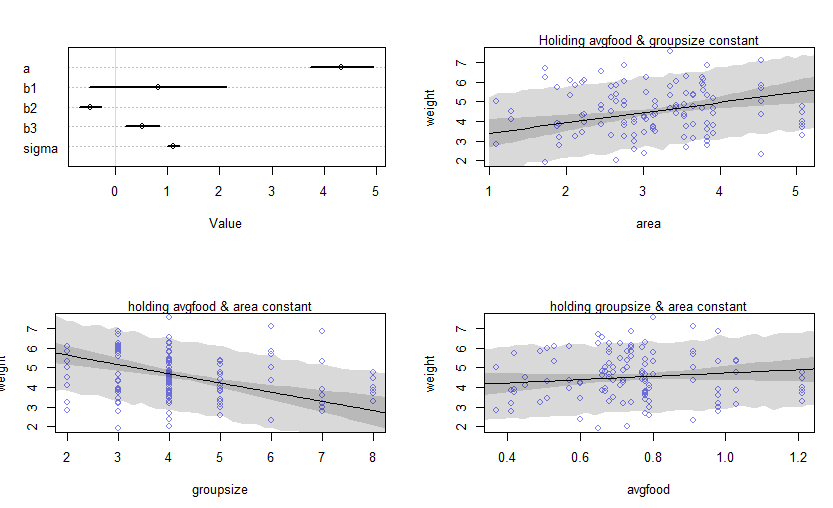 a
b1
b2
b3
sigma
0 1 2 3 4 5
Value
Holiding avgfood & groupsize constant
weight
2 3 4 5 6 7
1 2 3 4 5
area
holding avgfood & area constant
weight
2 3 4 5 6 7
2 3 4 5 6 7 8
groupsize
holding groupsize & area constant
weight
2 3 4 5 6 7
0.4 0.6 0.8 1.0 1.2
avgfood